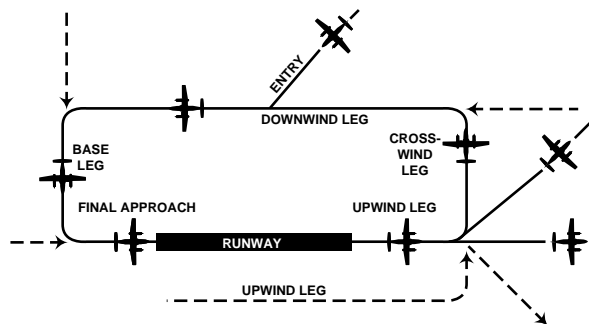 ENTRY
DOWNWIND LEG
BASE
LEG
CROSS-
WIND
LEG
FINAL APPROACH
UPWIND LEG
RUNWAY
UPWIND LEG